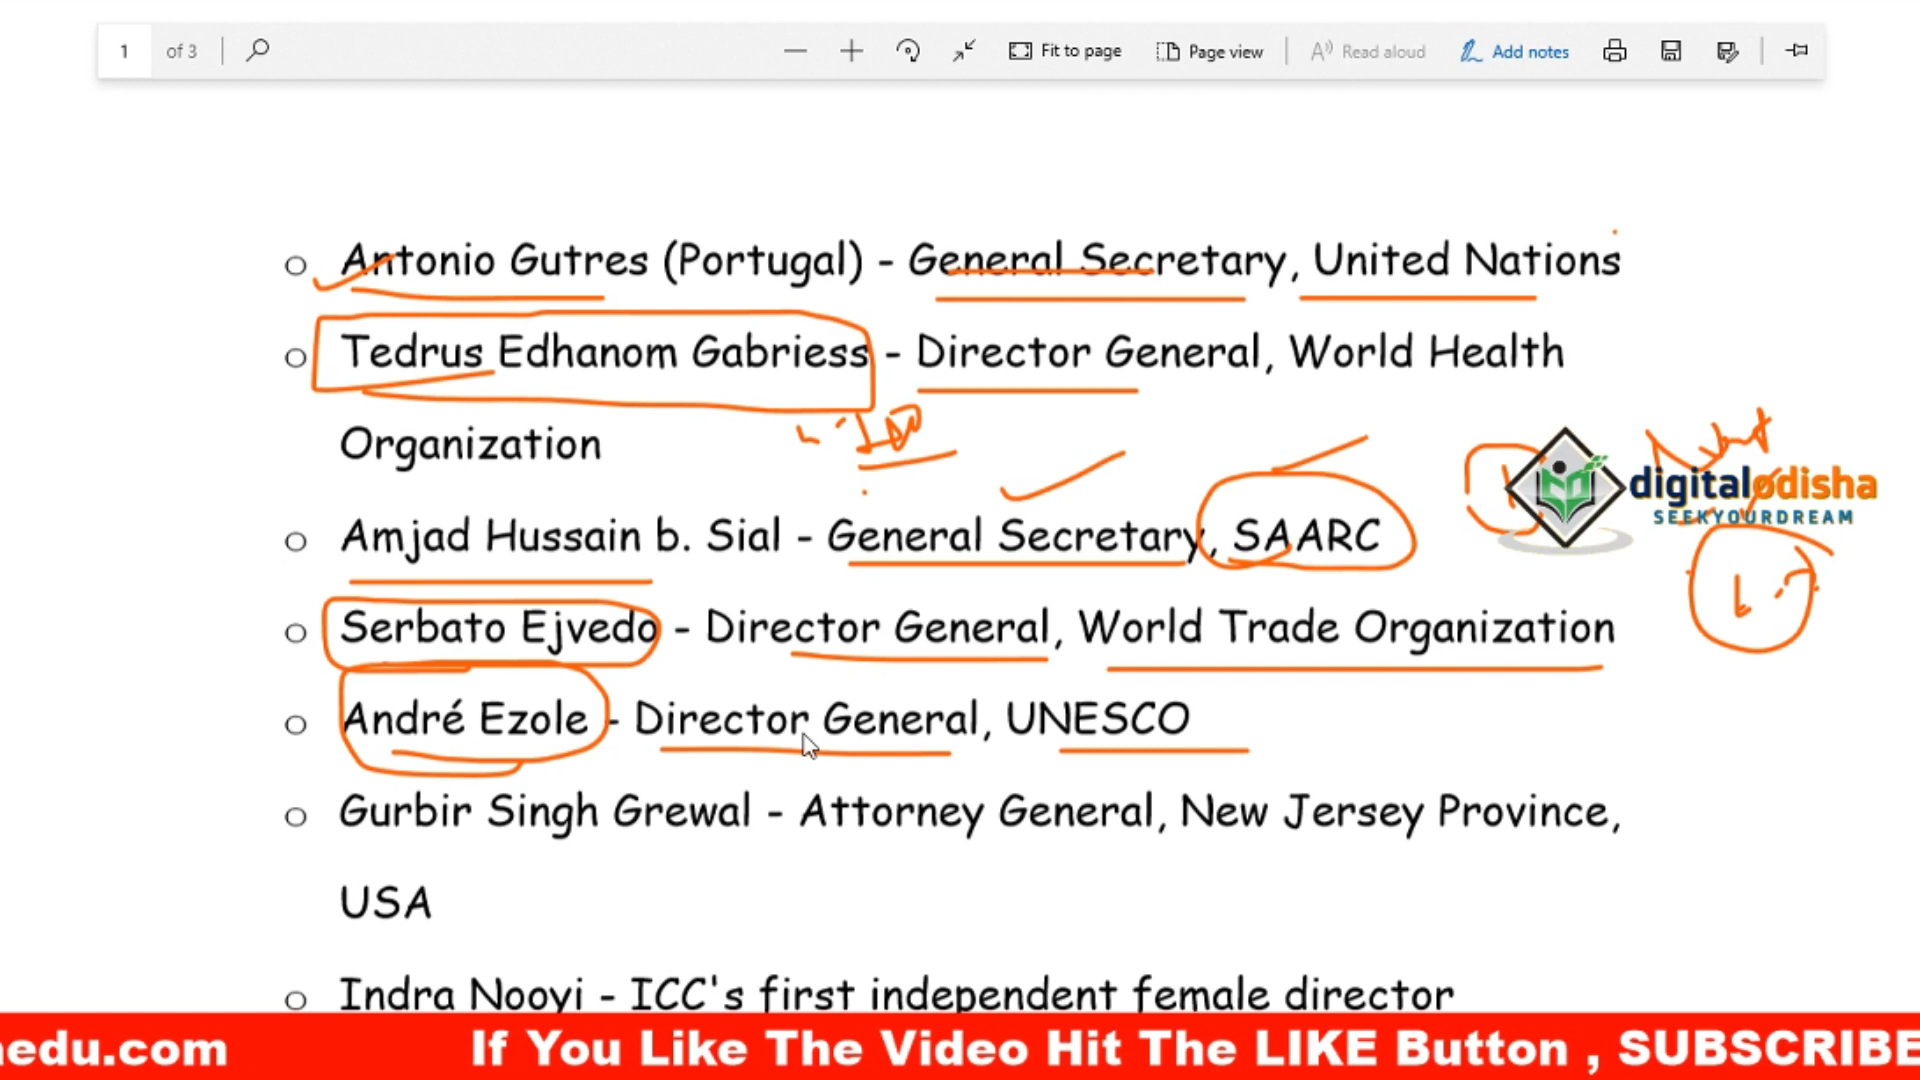 1 of 3 Fit to page Page view Read aloud Add notes
Antonio Gutres (Portugal) - General Secretary, United Nations
Tedrus Edhanom Gabriess - Director General, World Health
Organization
Amjad Hussain b. Sial - General Secretary, SAARC
digitalodisha
SEEKYOURDREAM
Serbato Ejvedo - Director General, World Trade Organization
André Ezole - Director General, UNESCO
Gurbir Singh Grewal - Attorney General, New Jersey Province,
USA
Indra Nooyi - ICC's first independent female director
nedu.com If You Like The Video Hit The LIKE Button , SUBSCRIBE